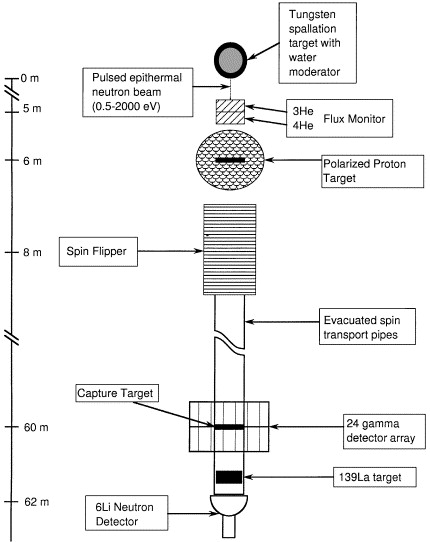 Tungsten
spallation
target with
water
moderator
0 m
Pulsed epithermal
neutron beam
(0.5-2000 eV)
5 m
3He
4He
Flux Monitor
6 m
Polarized Proton
Target
Spin Flipper
8 m
Evacuated spin
transport pipes
Capture Target
60 m
24 gamma
detector array
139La target
62 m
6Li Neutron
Detector